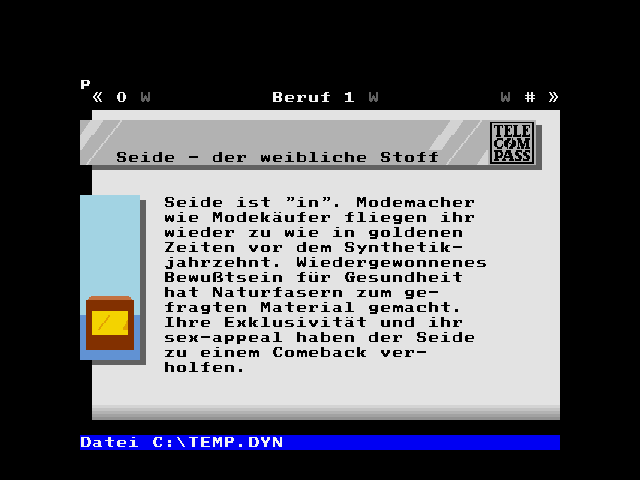 P
« 0 W Beruf 1 W W # »
TELE
COM
PASS
Seide - der weibliche Stoff
Seide ist "in". Modemacher
wie Modekäufer fliegen ihr
wieder zu wie in goldenen
Zeiten vor dem Synthetik-
jahrzehnt. Wiedergewonnenes
Bewußtsein für Gesundheit
hat Naturfasern zum ge-
fragten Material gemacht.
Ihre Exklusivität und ihr
sex-appeal haben der Seide
zu einem Comeback ver-
holfen.
Datei C:\TEMP.DYN